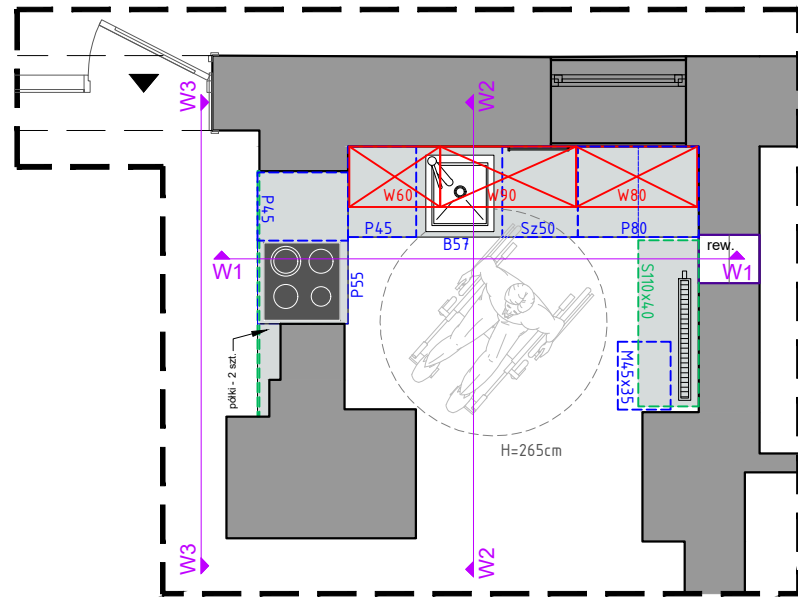 W3
W2
W60
W90
W80
P45
P45
B57
Sz50
P80
rew.
W1
W1
P55
S110x40
półki - 2 szt.
M45x35
H=265cm
W3
W2